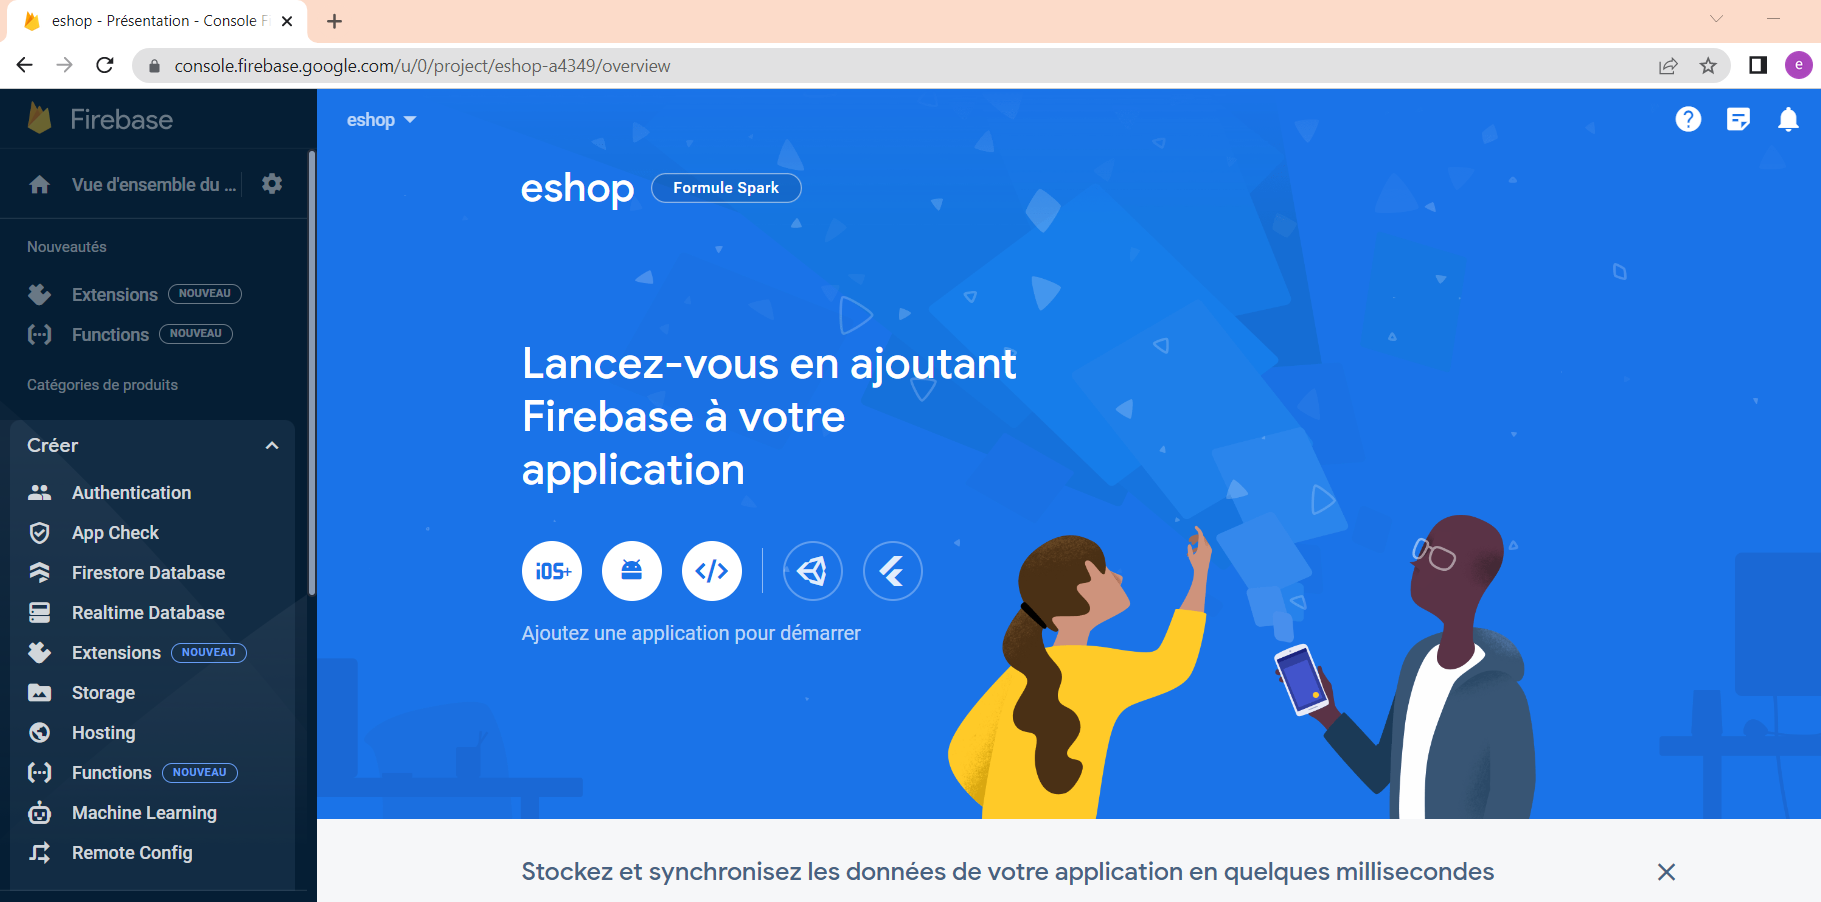 eshop - Présentation - Console Fi
console.firebase.google.com/u/0/project/eshop-a4349/overview
e
Firebase
Vue d'ensemble du ...
Nouveautés
Extensions NOUVEAU
Functions NOUVEAU
Catégories de produits
Créer
Authentication
App Check
Firestore Database
Realtime Database
Extensions NOUVEAU
Storage
Hosting
Functions NOUVEAU
Machine Learning
Remote Config
eshop
eshop Formule Spark
Lancez-vous en ajoutant
Firebase à votre
application
iOS+
Ajoutez une application pour démarrer
Stockez et synchronisez les données de votre application en quelques millisecondes